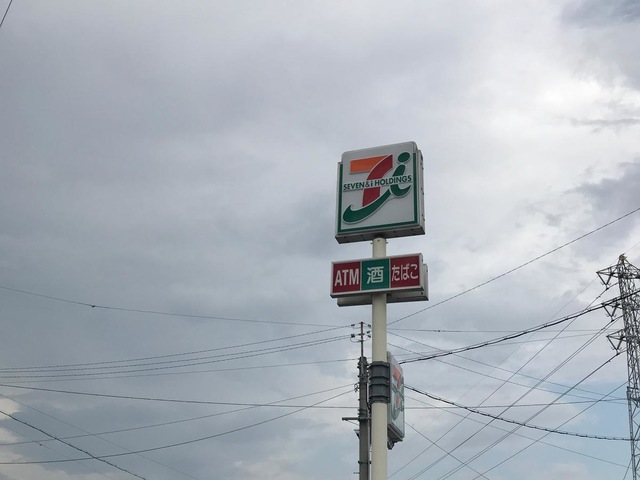 SEVEN & i HOLDINGS
ATM 酒 たばこ